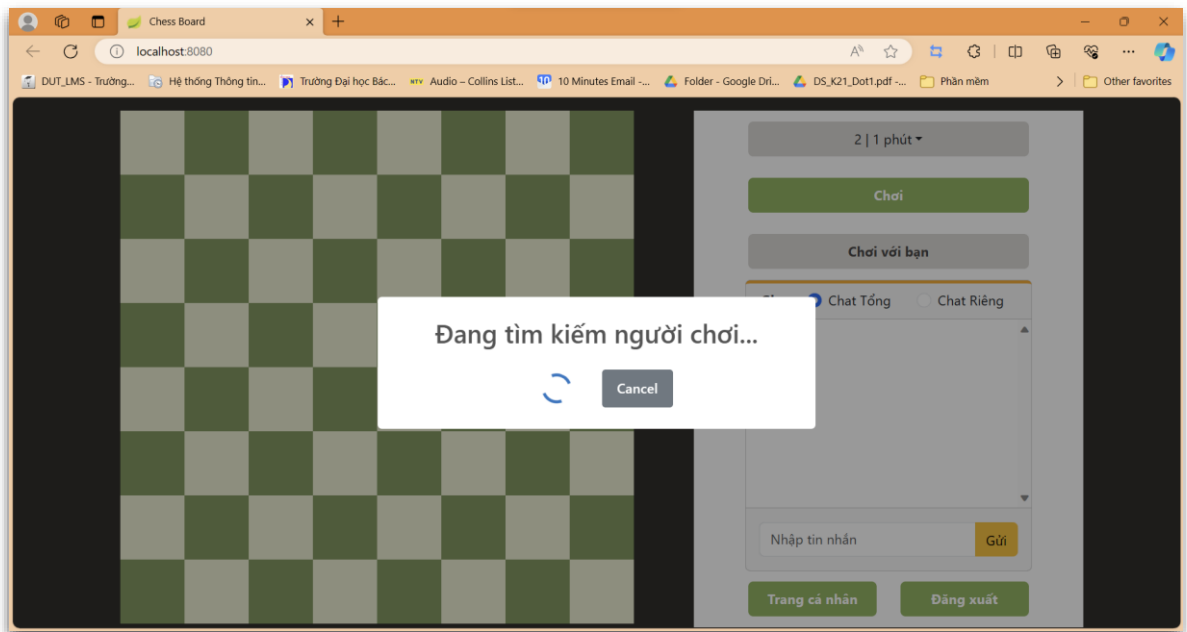 Chess Board
localhost:8080
DUT_LMS - Trường... Hệ thống Thông tin... Trường Đại học Bác... NTV Audio – Collins List... 10 Minutes Email -... Folder - Google Dri... DS_K21_Dot1.pdf -... Phần mềm Other favorites
2 | 1 phút
Chơi
Chơi với bạn
Chat Tổng Chat Riêng
Đang tìm kiếm người chơi...
Cancel
Nhập tin nhắn Gửi
Trang cá nhân Đăng xuất